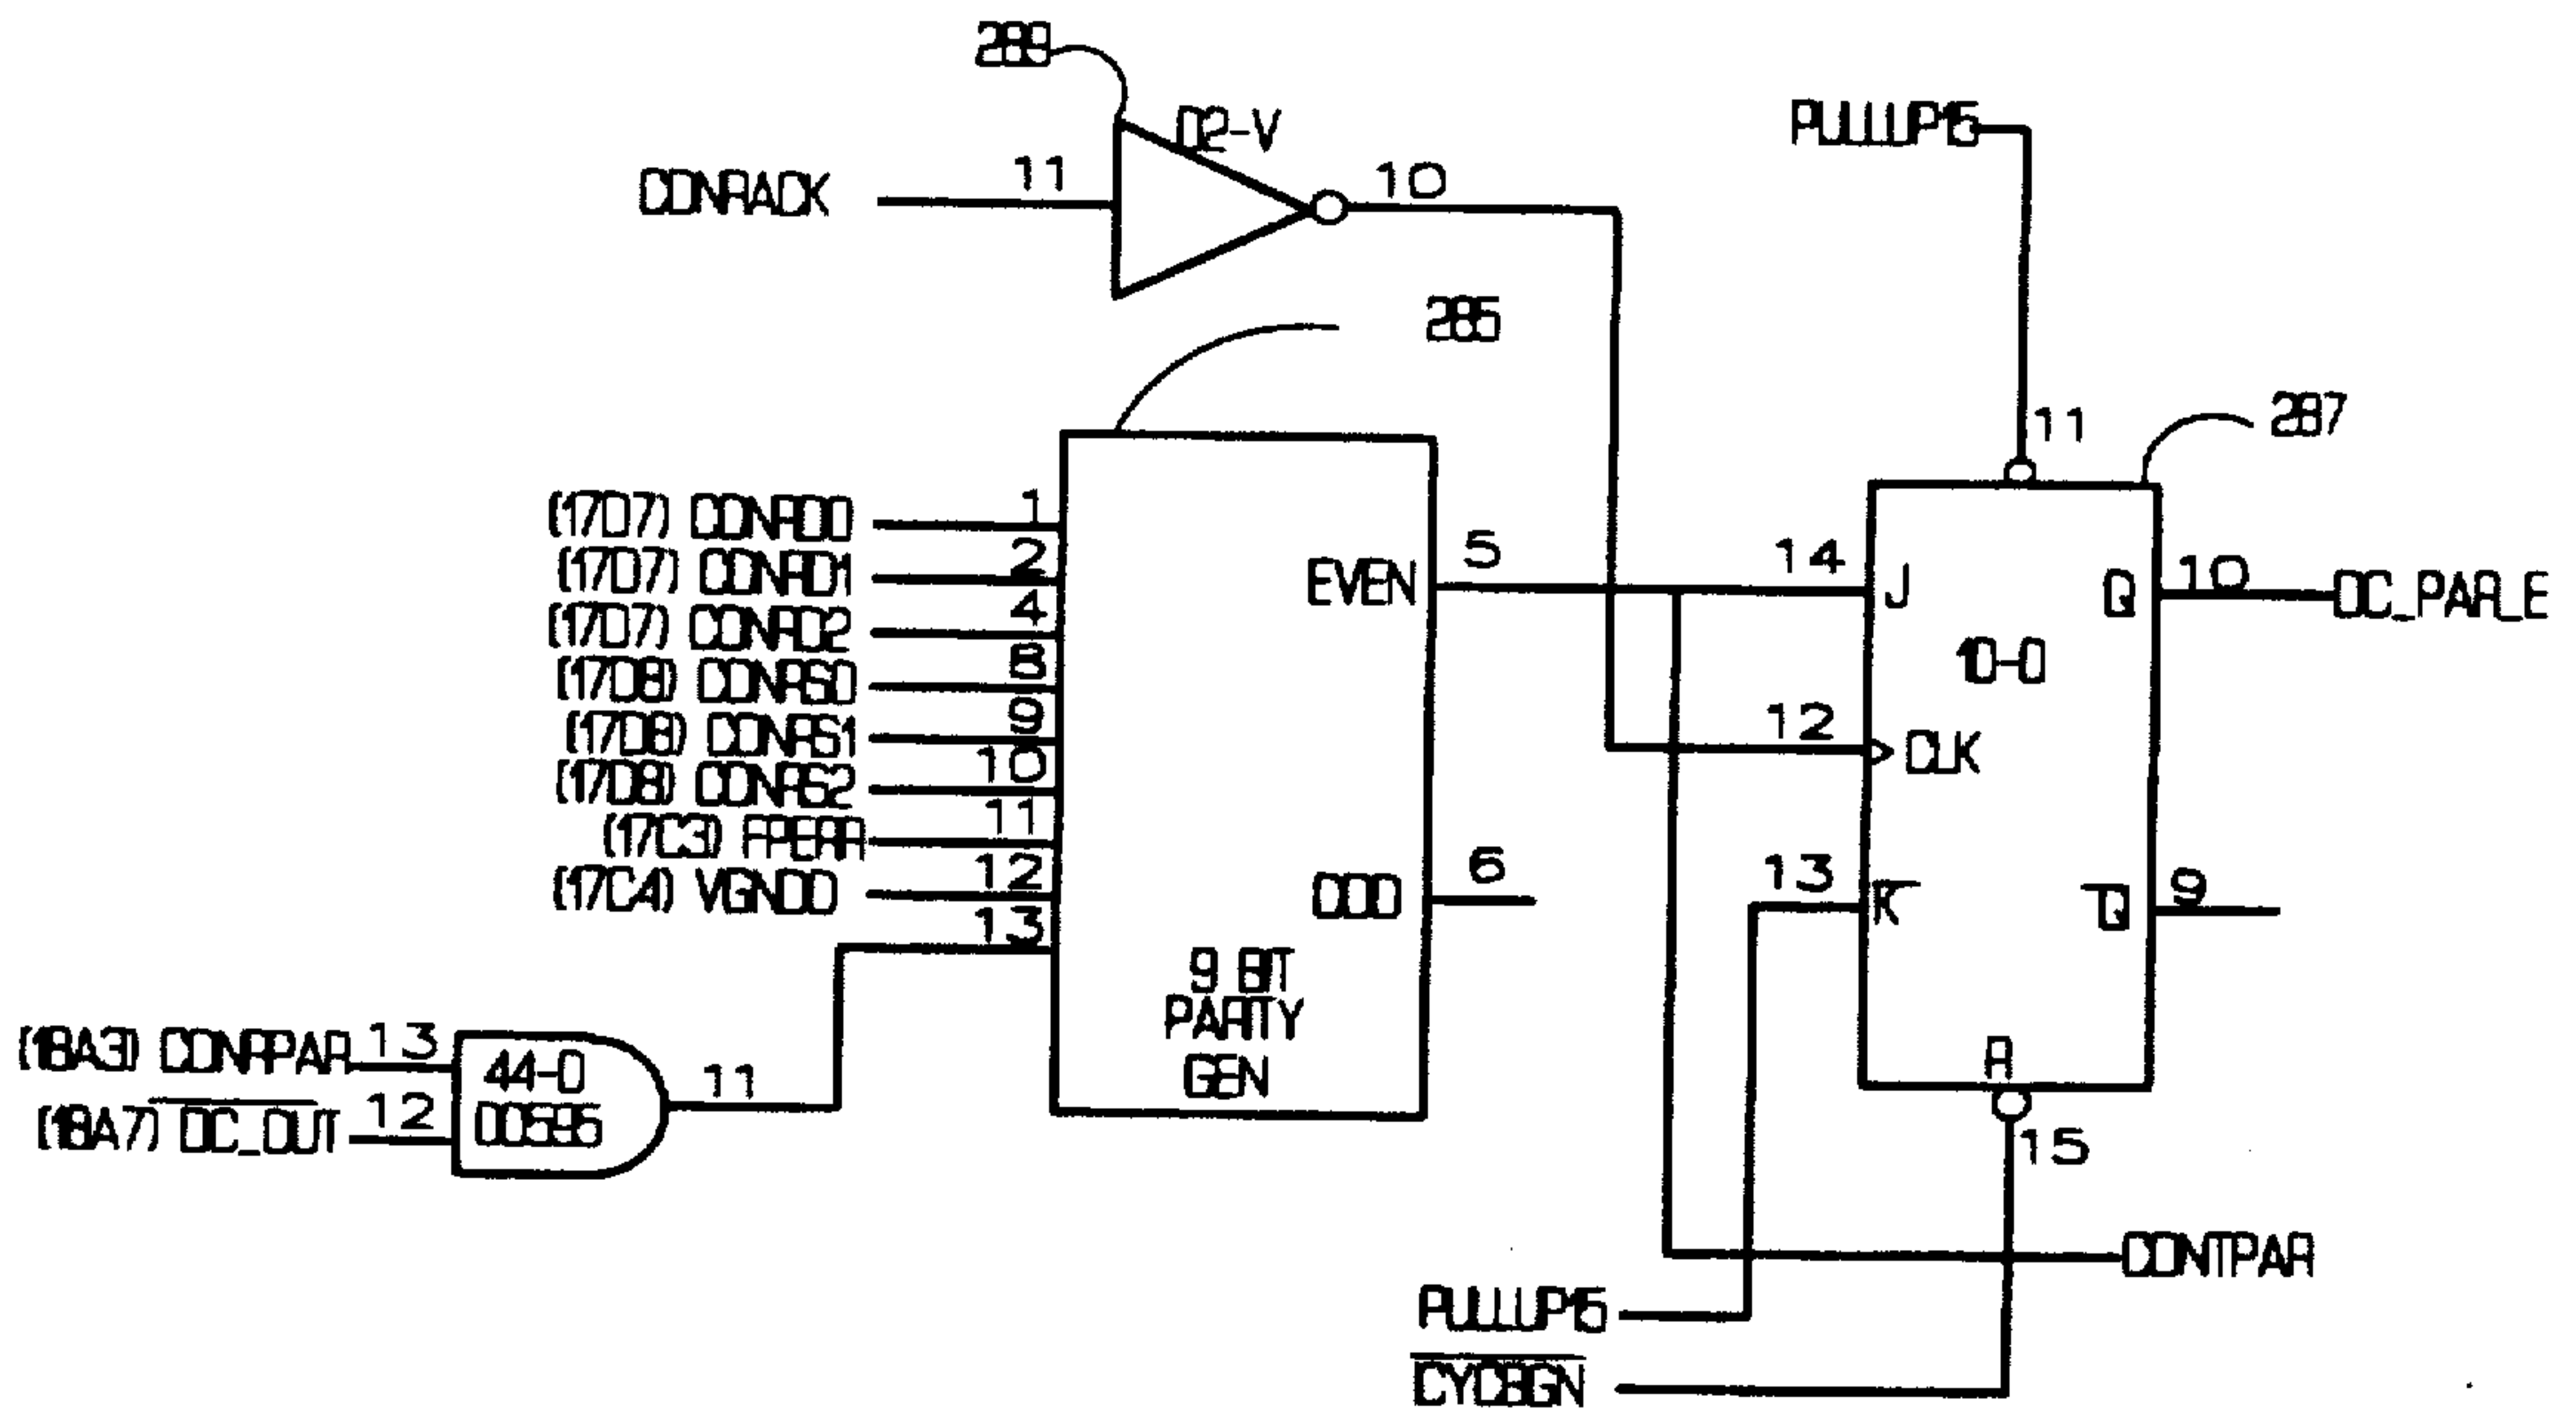 289
02-V
PULLUP15
CONRACK
11
10
285
11
287
(17D7) CONRD0
1
(17D7) CONRD1
2
(17D7) CONRD2
4
(17D8) CONRS0
8
(17D8) CONRS1
9
(17D8) CONRS2
10
(17C3) FPERR
11
(17C4) VGNDD
12
13
EVEN
5
ODD
6
9 BIT
PARITY
GEN
14
J
12
CLK
13
K
10-0
Q
10
DC_PAR_E
Q
9
R
15
(18A3) CONRPAR
13
(18A7) DC_OUT
12
44-0
DD595
11
CONTPAR
PULLUP15
CYCBGN